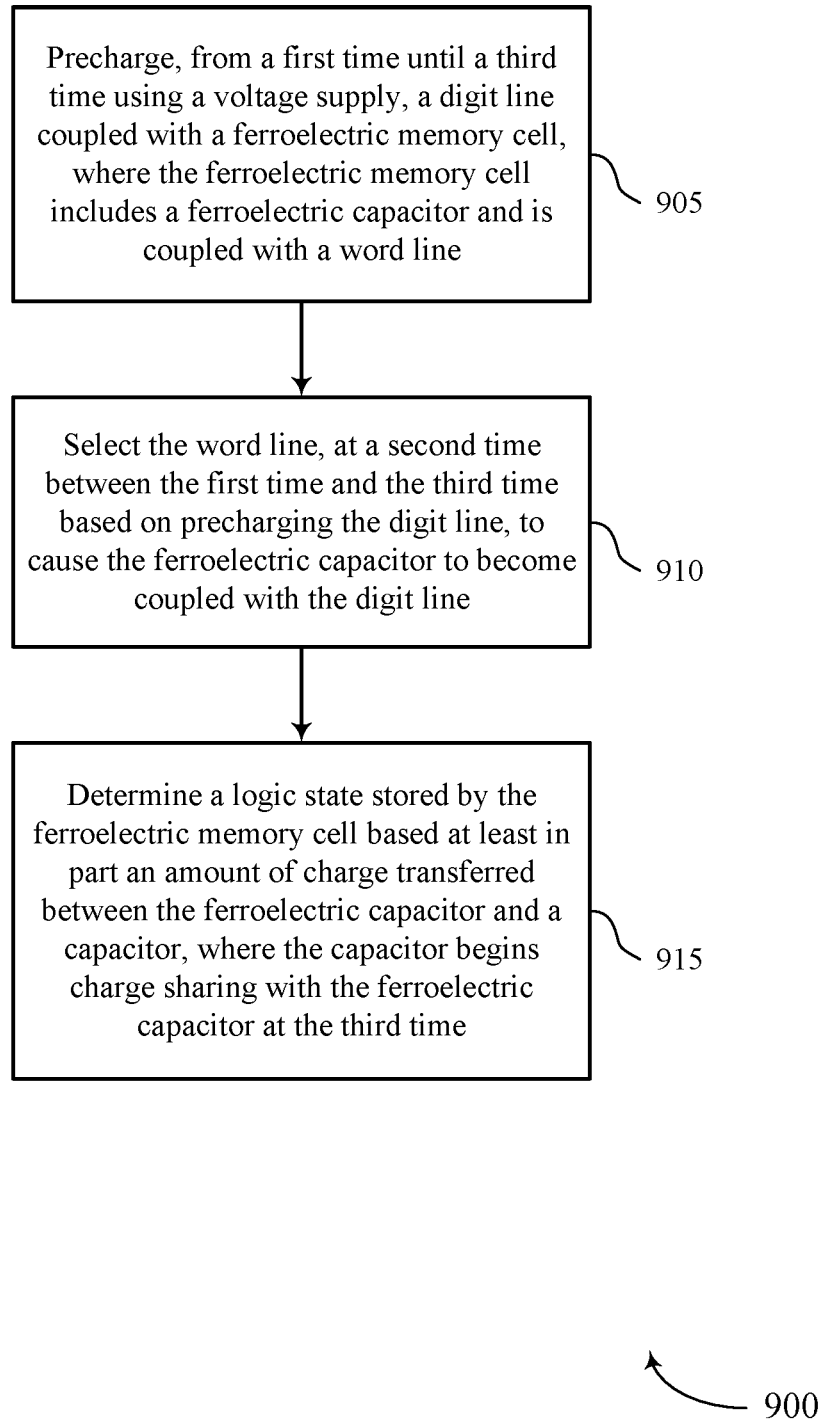 Precharge, from a first time until a third
time using a voltage supply, a digit line
coupled with a ferroelectric memory cell,
where the ferroelectric memory cell
includes a ferroelectric capacitor and is
coupled with a word line
905
Select the word line, at a second time
between the first time and the third time
based on precharging the digit line, to
cause the ferroelectric capacitor to become
coupled with the digit line
910
Determine a logic state stored by the
ferroelectric memory cell based at least in
part an amount of charge transferred
between the ferroelectric capacitor and a
capacitor, where the capacitor begins
charge sharing with the ferroelectric
capacitor at the third time
915
900